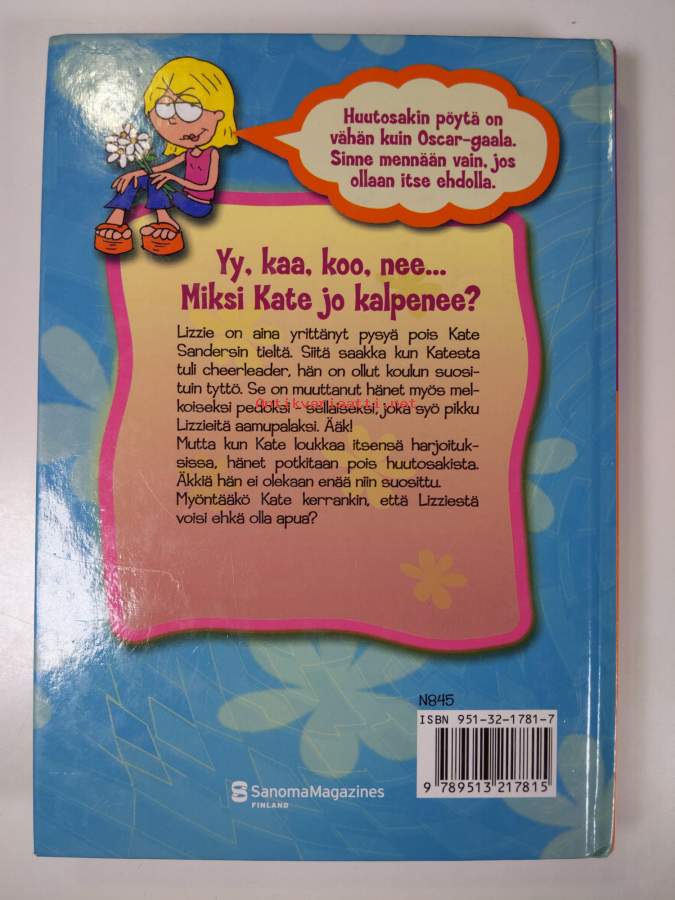 Huutosakin pöytä on
vähän kuin Oscar-gaala.
Sinne mennään vain, jos
ollaan itse ehdolla.
Yy, kaa, koo, nee...
Miksi Kate jo kalpenee?
Lizzie on aina yrittänyt pysyä pois Kate
Sandersin tieltä. Siitä saakka kun Katesta
tuli cheerleader, hän on ollut koulun suosi-
tuin tyttö. Se on muuttanut hänet myös mel-
koiseksi pedoksi – sellaiseksi, joka syö pikku
Lizzieitä aamupalaksi. Ääk!
Mutta kun Kate loukkaa itsensä harjoituk-
sissa, hänet potkitaan pois huutosakista.
Äkkiä hän ei olekaan enää niin suosittu.
Myöntääkö Kate kerrankin, että Lizziestä
voisi ehkä olla apua?
Antikvariaatti.net
N845
ISBN 951-32-1781-7
9 789513 217815
SanomaMagazines
FINLAND